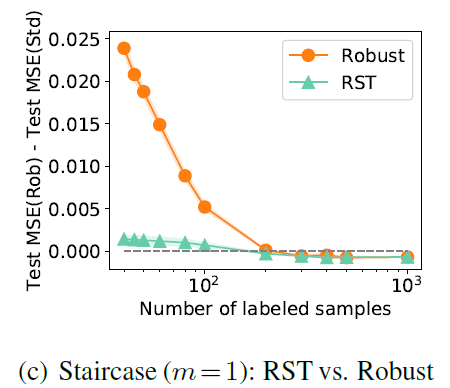 Test MSE(Rob) - Test MSE(Std)
0.025
0.020
0.015
0.010
0.005
0.000
Robust
RST
10²
10³
Number of labeled samples
(c) Staircase (m=1): RST vs. Robust